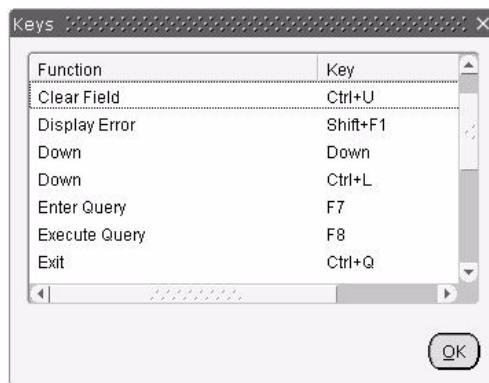 Keys
Function Key
Clear Field Ctrl+U
Display Error Shift+F1
Down Down
Down Ctrl+L
Enter Query F7
Execute Query F8
Exit Ctrl+Q
OK